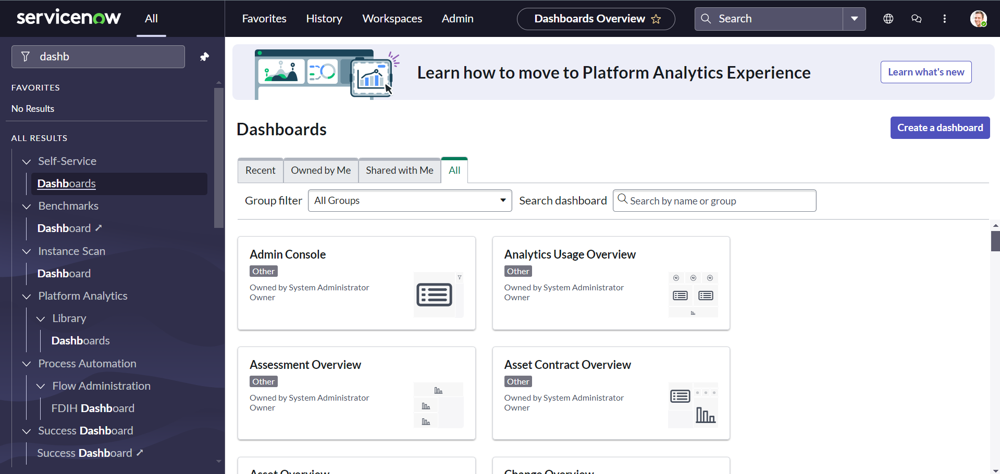 servicenow
All
Favorites
History
Workspaces
Admin
Dashboards Overview
Search
dashb
FAVORITES
No Results
ALL RESULTS
Self-Service
Dashboards
Benchmarks
Dashboard
Instance Scan
Dashboard
Platform Analytics
Library
Dashboards
Process Automation
Flow Administration
FDIH Dashboard
Success Dashboard
Success Dashboard
Learn how to move to Platform Analytics Experience
Learn what's new
Dashboards
Create a dashboard
Recent
Owned by Me
Shared with Me
All
Group filter
All Groups
Search dashboard
Search by name or group
Admin Console
Other
Owned by System Administrator
Owner
Analytics Usage Overview
Other
Owned by System Administrator
Owner
Assessment Overview
Other
Owned by System Administrator
Owner
Asset Contract Overview
Other
Owned by System Administrator
Owner
Asset Overview
Change Overview